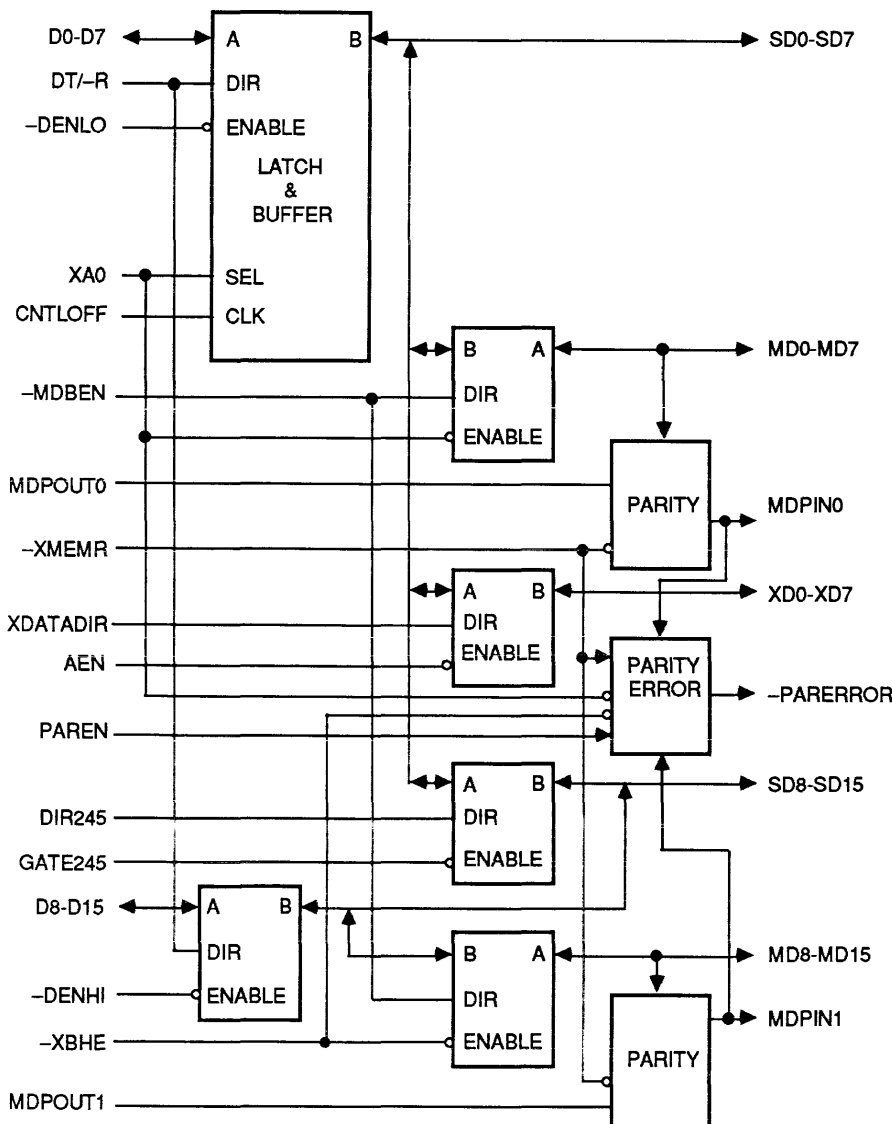 D0-D7
A
B
SD0-SD7
DT/–R
DIR
–DENLO
ENABLE
LATCH
&
BUFFER
XA0
SEL
CNTLOFF
CLK
B
A
MD0-MD7
–MDBEN
DIR
ENABLE
MDPOUT0
PARITY
MDPIN0
–XMEMR
A
B
XD0-XD7
XDATADIR
DIR
AEN
ENABLE
PARITY
ERROR
–PARERROR
PAREN
A
B
SD8-SD15
DIR245
DIR
GATE245
ENABLE
D8-D15
A
B
B
A
MD8-MD15
DIR
DIR
–DENHI
ENABLE
MDPIN1
–XBHE
ENABLE
PARITY
MDPOUT1